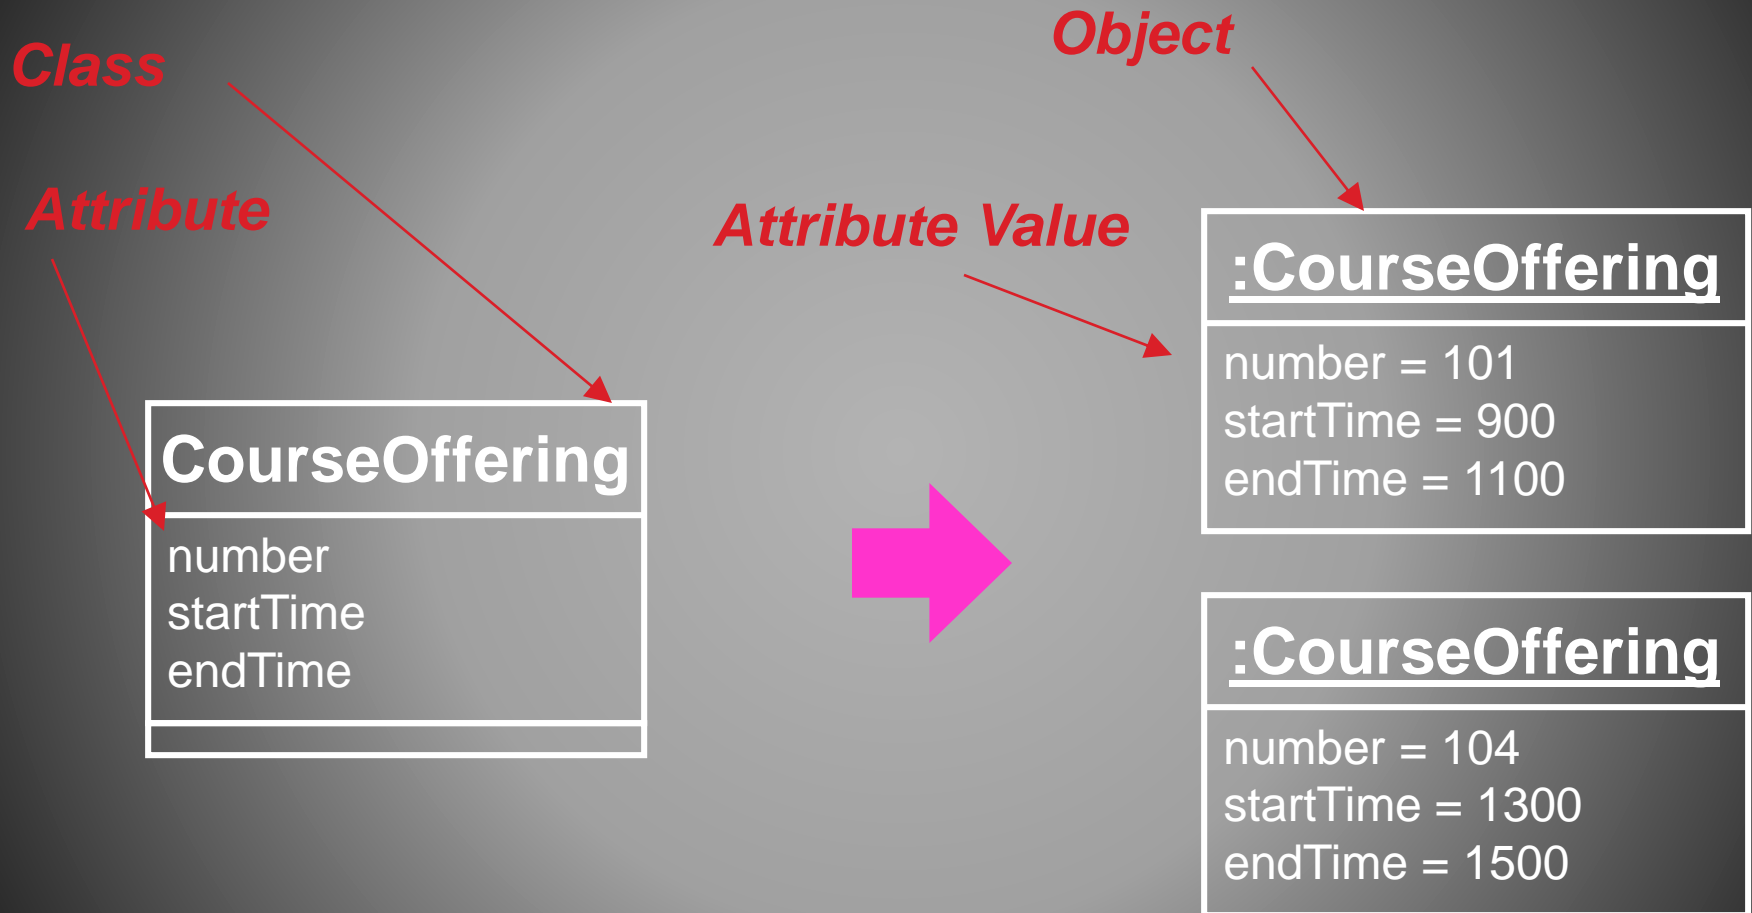 Class
Attribute
CourseOffering
number
startTime
endTime
Object
Attribute Value
:CourseOffering
number = 101
startTime = 900
endTime = 1100
:CourseOffering
number = 104
startTime = 1300
endTime = 1500